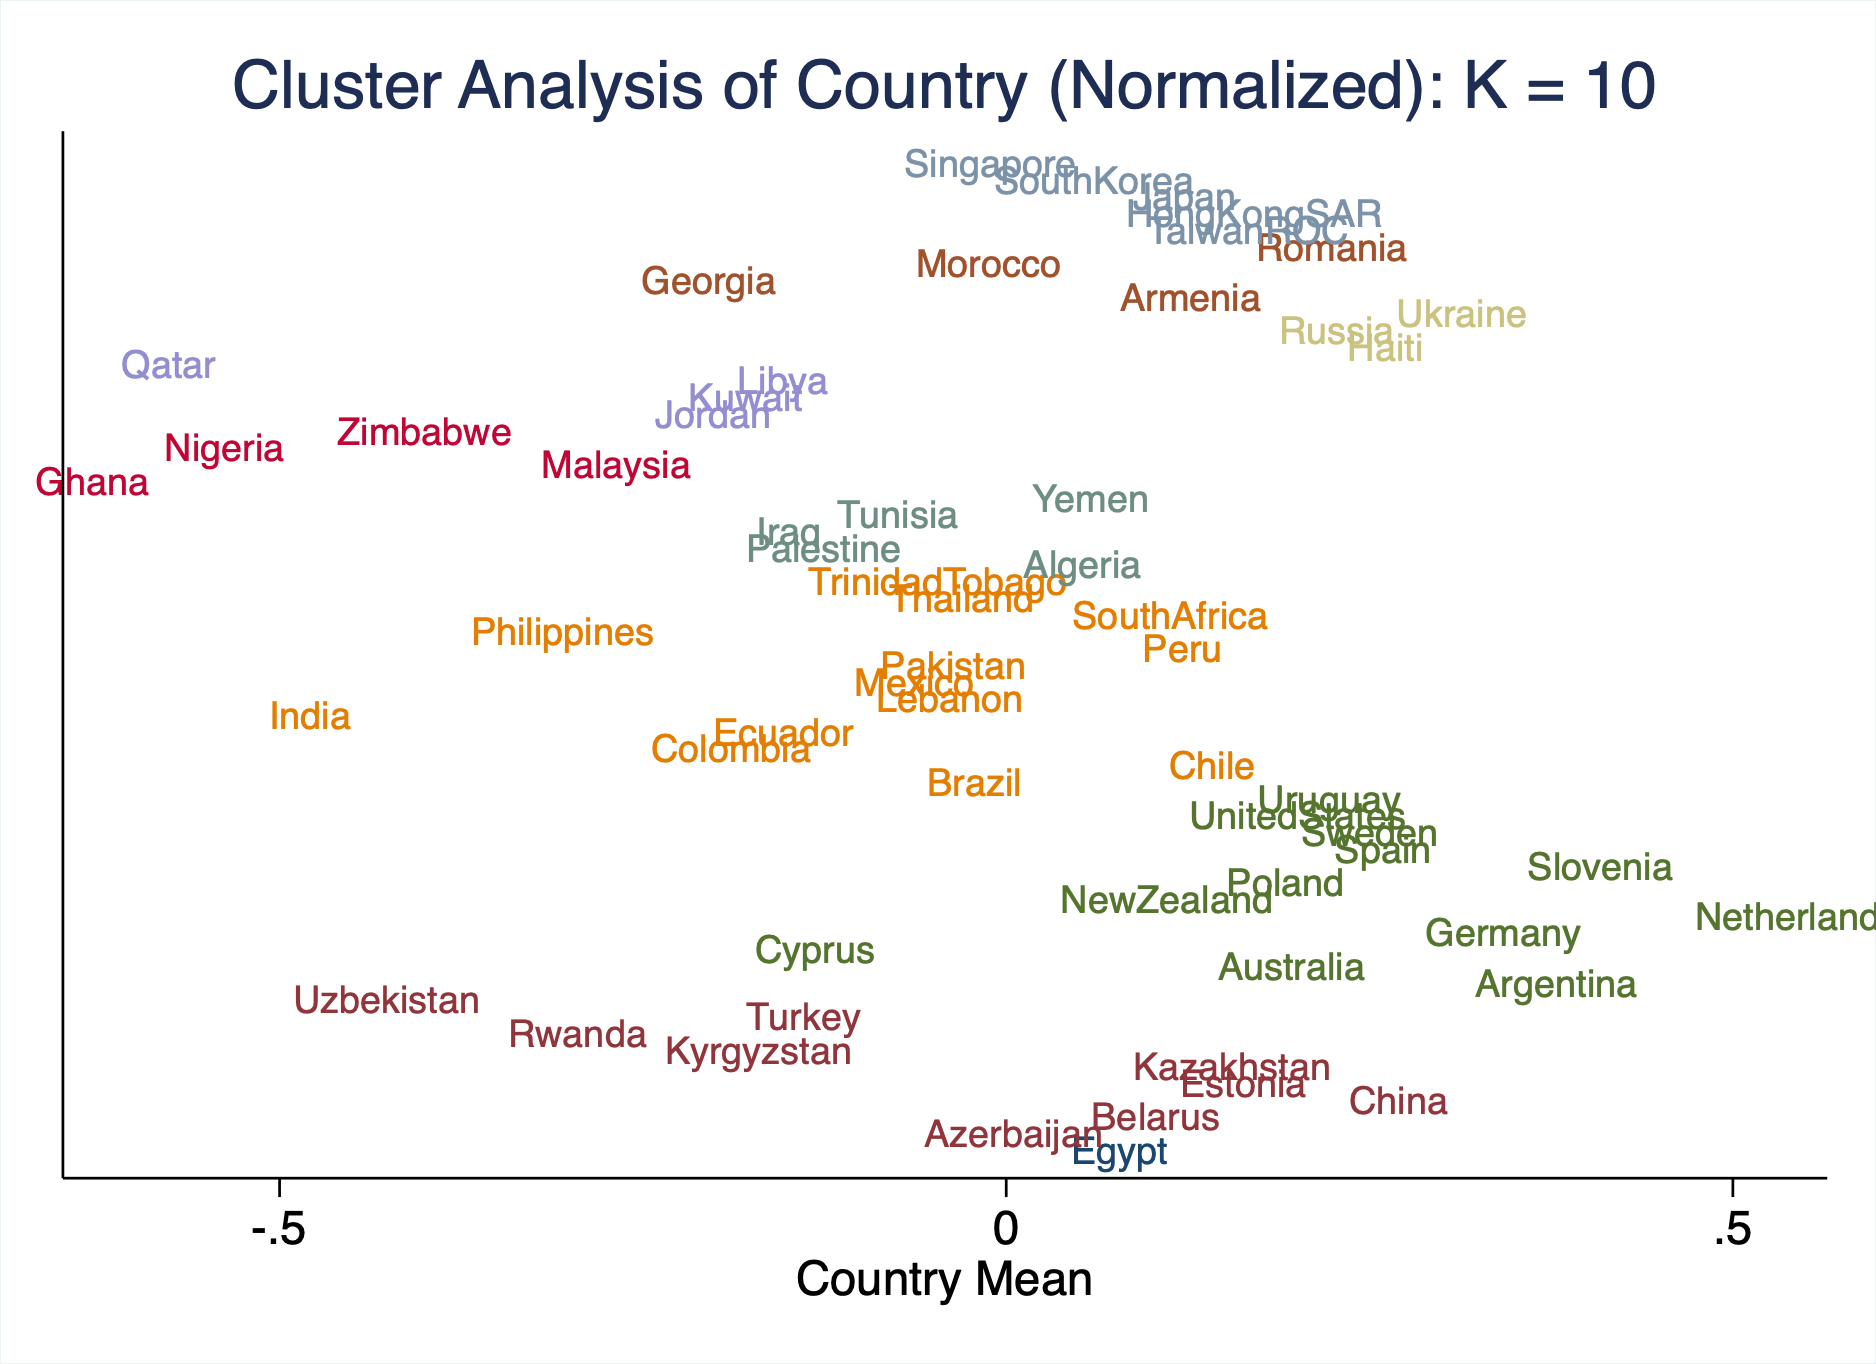 Cluster Analysis of Country (Normalized): K = 10
Singapore
SouthKorea
Japan
HongKongSAR
TaiwanROC
Romania
Morocco
Georgia
Armenia
Ukraine
Russia
Haiti
Qatar
Libya
Kuwait
Jordan
Zimbabwe
Nigeria
Malaysia
Ghana
Yemen
Tunisia
Iraq
Palestine
Algeria
TrinidadTobago
Thailand
SouthAfrica
Philippines
Peru
Pakistan
Mexico
Lebanon
India
Ecuador
Colombia
Chile
Brazil
Uruguay
UnitedStates
Sweden
Spain
Slovenia
Poland
NewZealand
Netherland
Germany
Cyprus
Australia
Argentina
Uzbekistan
Turkey
Rwanda
Kyrgyzstan
Kazakhstan
Estonia
China
Belarus
Azerbaijan
Egypt
-.5 0 .5
Country Mean